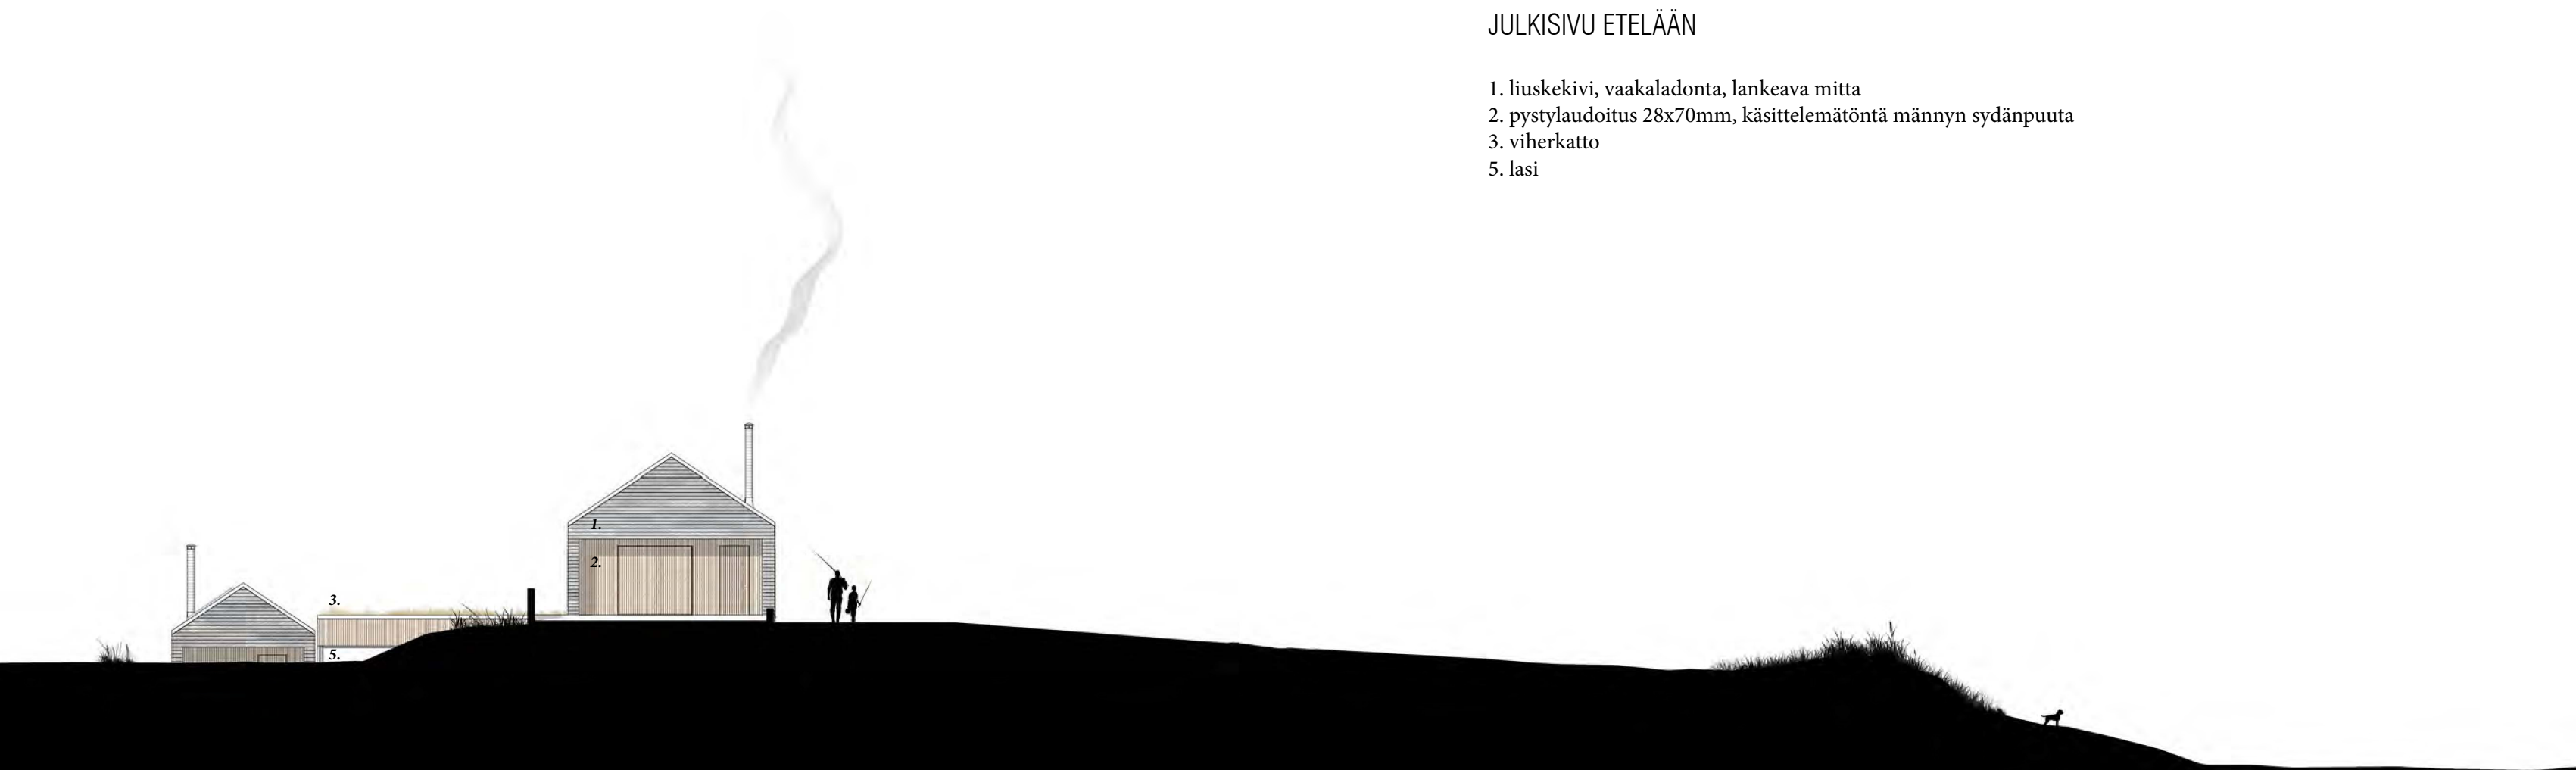 JULKISIVU ETELÄÄN
1. liuskekivi, vaakaladonta, lankeava mitta
2. pystylaudoitus 28x70mm, käsittelemätöntä männyn sydänpuuta
3. viherkatto
5. lasi
1.
2.
3.
5.